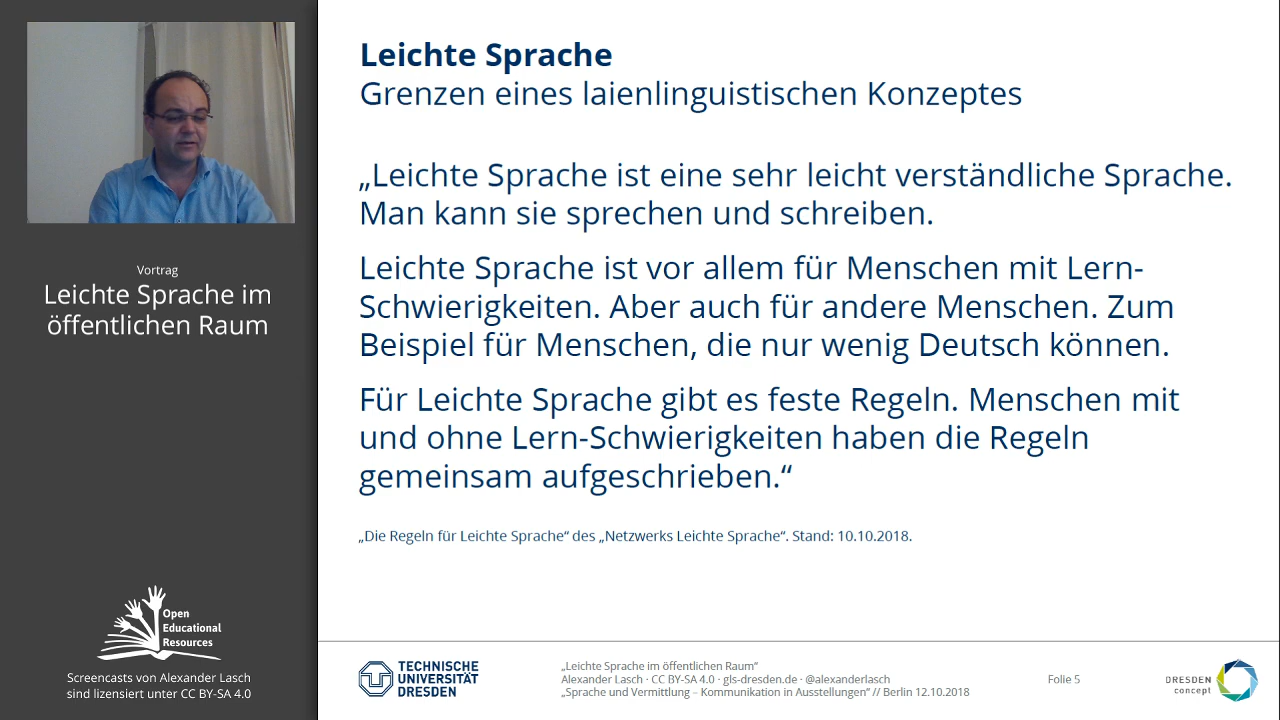 Vortrag
Leichte Sprache im
öffentlichen Raum
Open
Educational
Resources
Screencasts von Alexander Lasch
sind lizensiert unter CC BY-SA 4.0
Leichte Sprache
Grenzen eines laienlinguistischen Konzeptes
„Leichte Sprache ist eine sehr leicht verständliche Sprache.
Man kann sie sprechen und schreiben.
Leichte Sprache ist vor allem für Menschen mit Lern-
Schwierigkeiten. Aber auch für andere Menschen. Zum
Beispiel für Menschen, die nur wenig Deutsch können.
Für Leichte Sprache gibt es feste Regeln. Menschen mit
und ohne Lern-Schwierigkeiten haben die Regeln
gemeinsam aufgeschrieben.“
„Die Regeln für Leichte Sprache“ des „Netzwerks Leichte Sprache“. Stand: 10.10.2018.
TECHNISCHE
UNIVERSITÄT
DRESDEN
„Leichte Sprache im öffentlichen Raum“
Alexander Lasch · CC BY-SA 4.0 · gls-dresden.de · @alexanderlasch
„Sprache und Vermittlung – Kommunikation in Ausstellungen“ // Berlin 12.10.2018
Folie 5
DRESDEN
concept